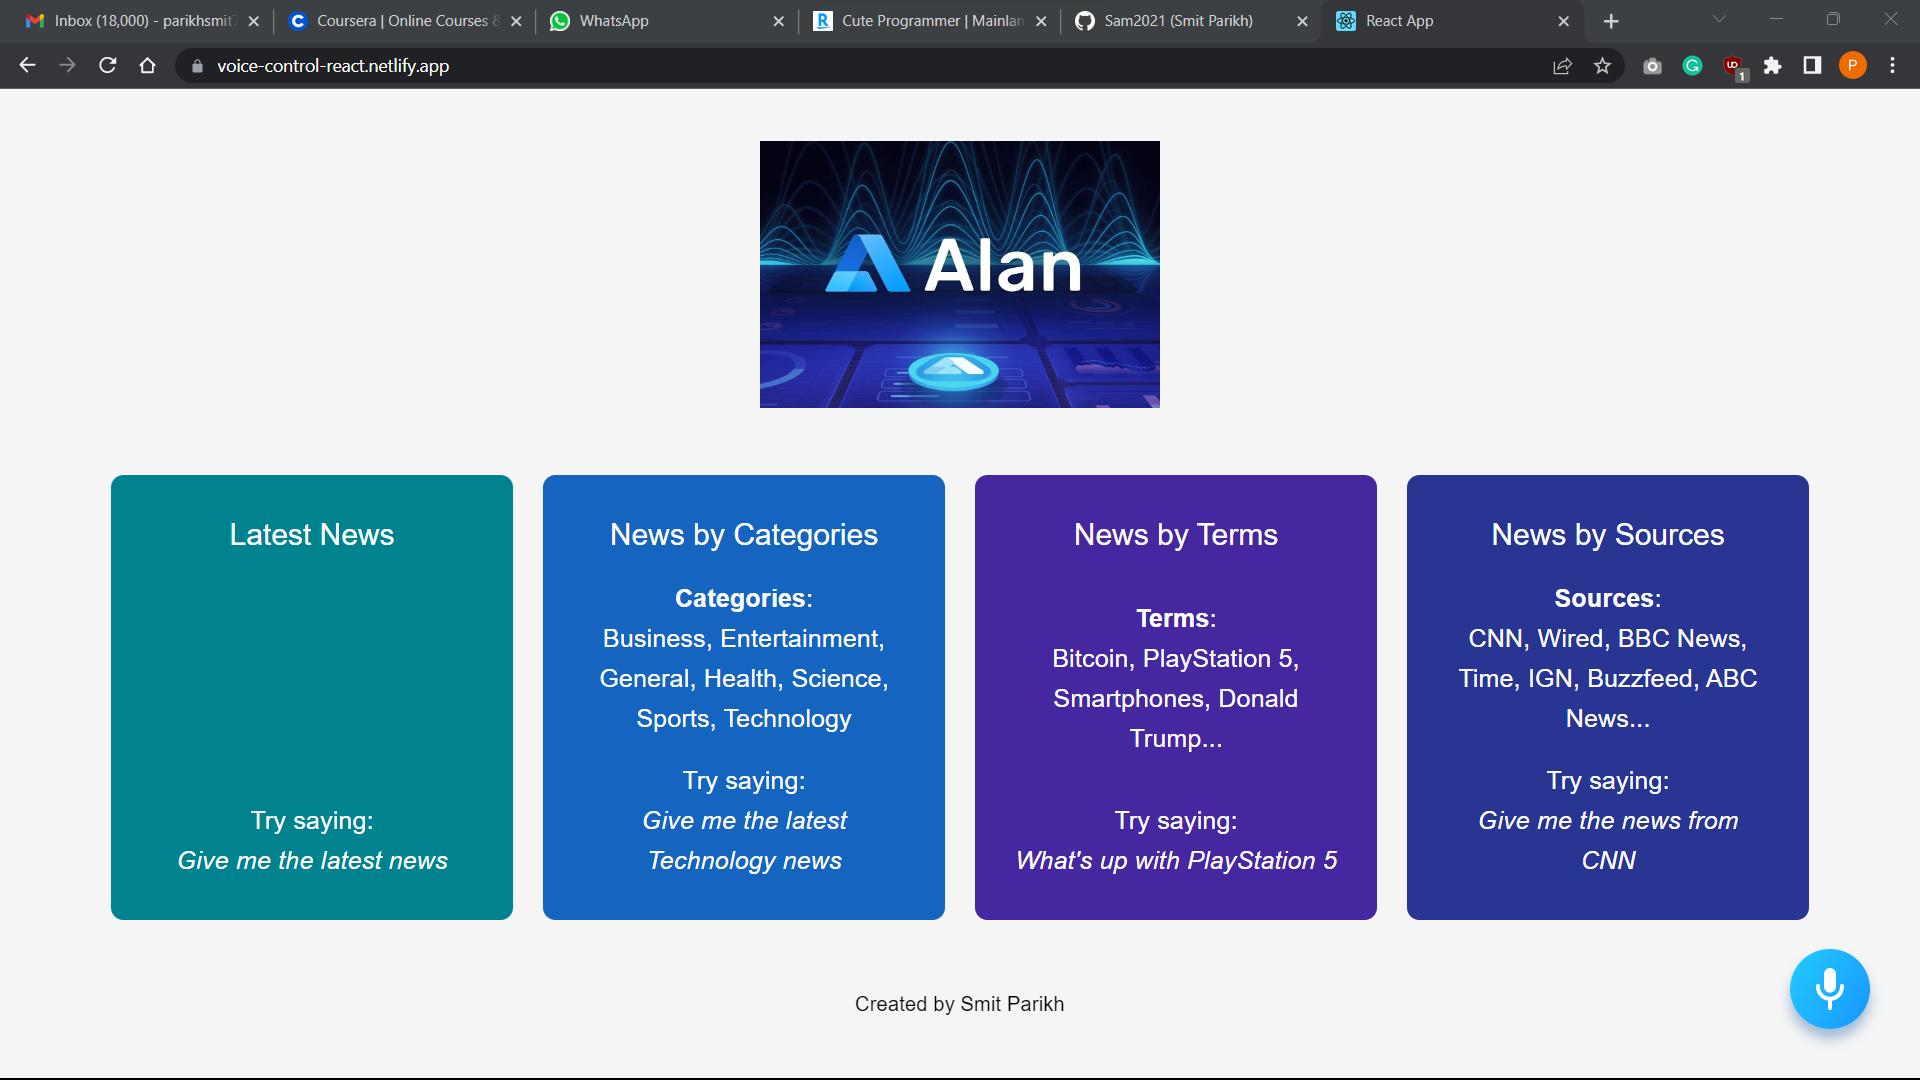 Inbox (18,000) - parikhsmit7
Coursera | Online Courses &
WhatsApp
Cute Programmer | Mainlan
Sam2021 (Smit Parikh)
React App
voice-control-react.netlify.app
1
P
Alan
Latest News
Try saying:
Give me the latest news
News by Categories
Categories:
Business, Entertainment,
General, Health, Science,
Sports, Technology
Try saying:
Give me the latest
Technology news
News by Terms
Terms:
Bitcoin, PlayStation 5,
Smartphones, Donald
Trump...
Try saying:
What's up with PlayStation 5
News by Sources
Sources:
CNN, Wired, BBC News,
Time, IGN, Buzzfeed, ABC
News...
Try saying:
Give me the news from
CNN
Created by Smit Parikh